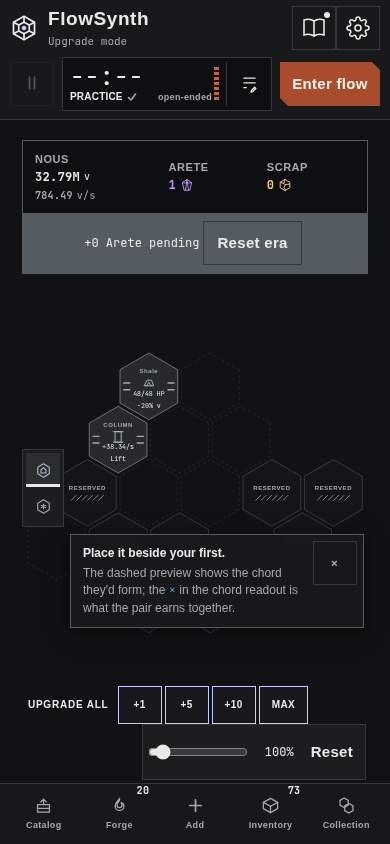 FlowSynth
Upgrade mode
--:--
PRACTICE ✓
open-ended
Enter flow
NOUS
32.79M v
784.49 v/s
ARETE
1
SCRAP
0
+0 Arete pending
Reset era
Shale
48/48 HP
-20% v
COLUMN
+38.34/s
Lift
RESERVED
RESERVED
RESERVED
Place it beside your first.
The dashed preview shows the chord
they'd form; the × in the chord readout is
what the pair earns together.
×
UPGRADE ALL
+1
+5
+10
MAX
100%
Reset
20
73
Catalog
Forge
Add
Inventory
Collection